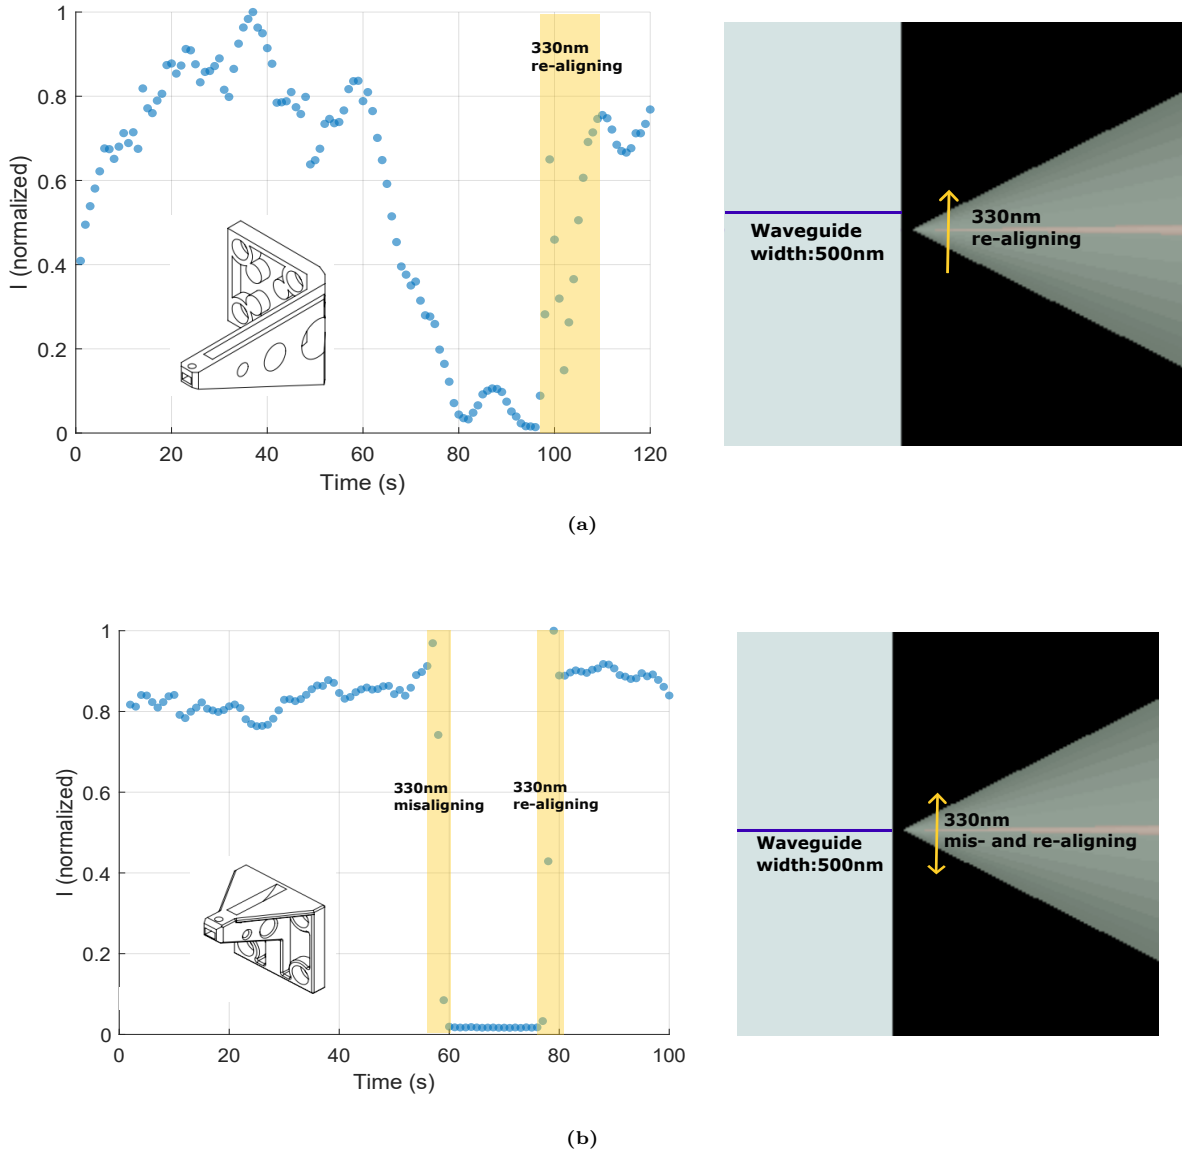 1
0.8
0.6
0.4
0.2
0
I (normalized)
330nm
re-aligning
0 20 40 60 80 100 120
Time (s)
Waveguide
width:500nm
330nm
re-aligning
(a)
1
0.8
0.6
0.4
0.2
0
I (normalized)
330nm
misaligning
330nm
re-aligning
0 20 40 60 80 100
Time (s)
Waveguide
width:500nm
330nm
mis- and re-aligning
(b)